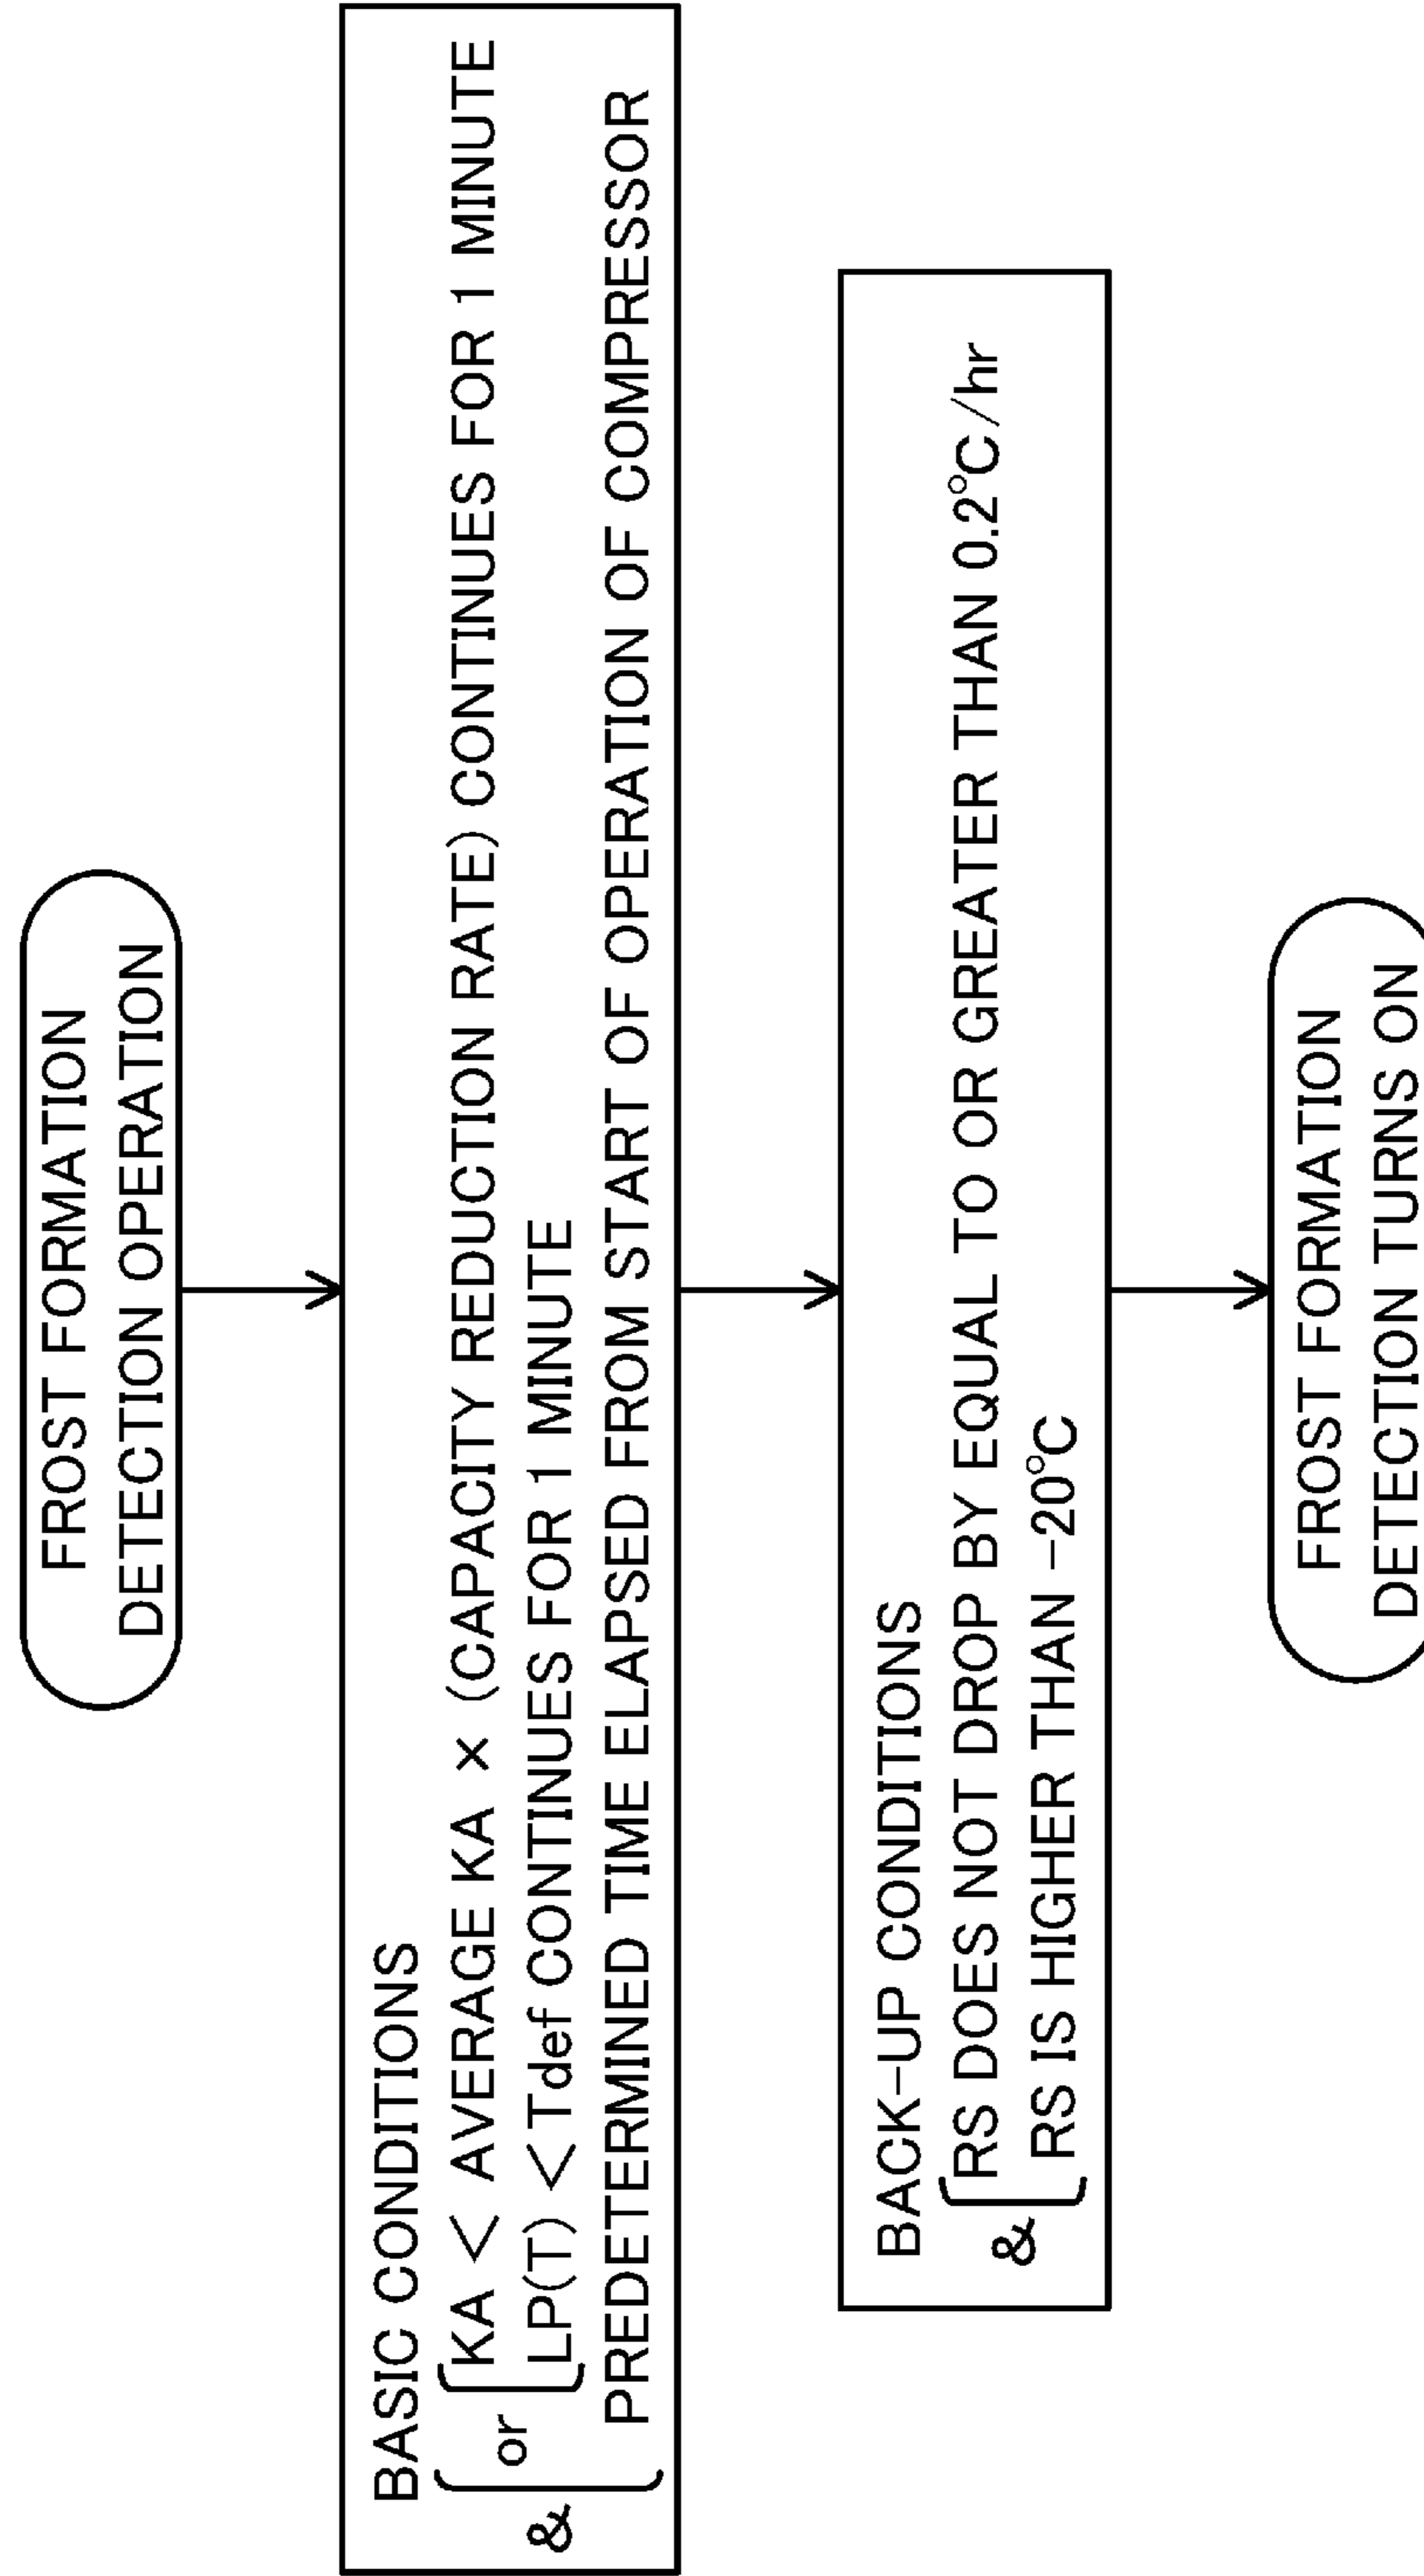 FROST FORMATION
DETECTION OPERATION
BASIC CONDITIONS
KA < AVERAGE KA × (CAPACITY REDUCTION RATE) CONTINUES FOR 1 MINUTE
or
LP(T) <Tdef CONTINUES FOR 1 MINUTE
&
PREDETERMINED TIME ELAPSED FROM START OF OPERATION OF COMPRESSOR
BACK-UP CONDITIONS
RS DOES NOT DROP BY EQUAL TO OR GREATER THAN 0.2°C/hr
&
RS IS HIGHER THAN -20°C
FROST FORMATION
DETECTION TURNS ON